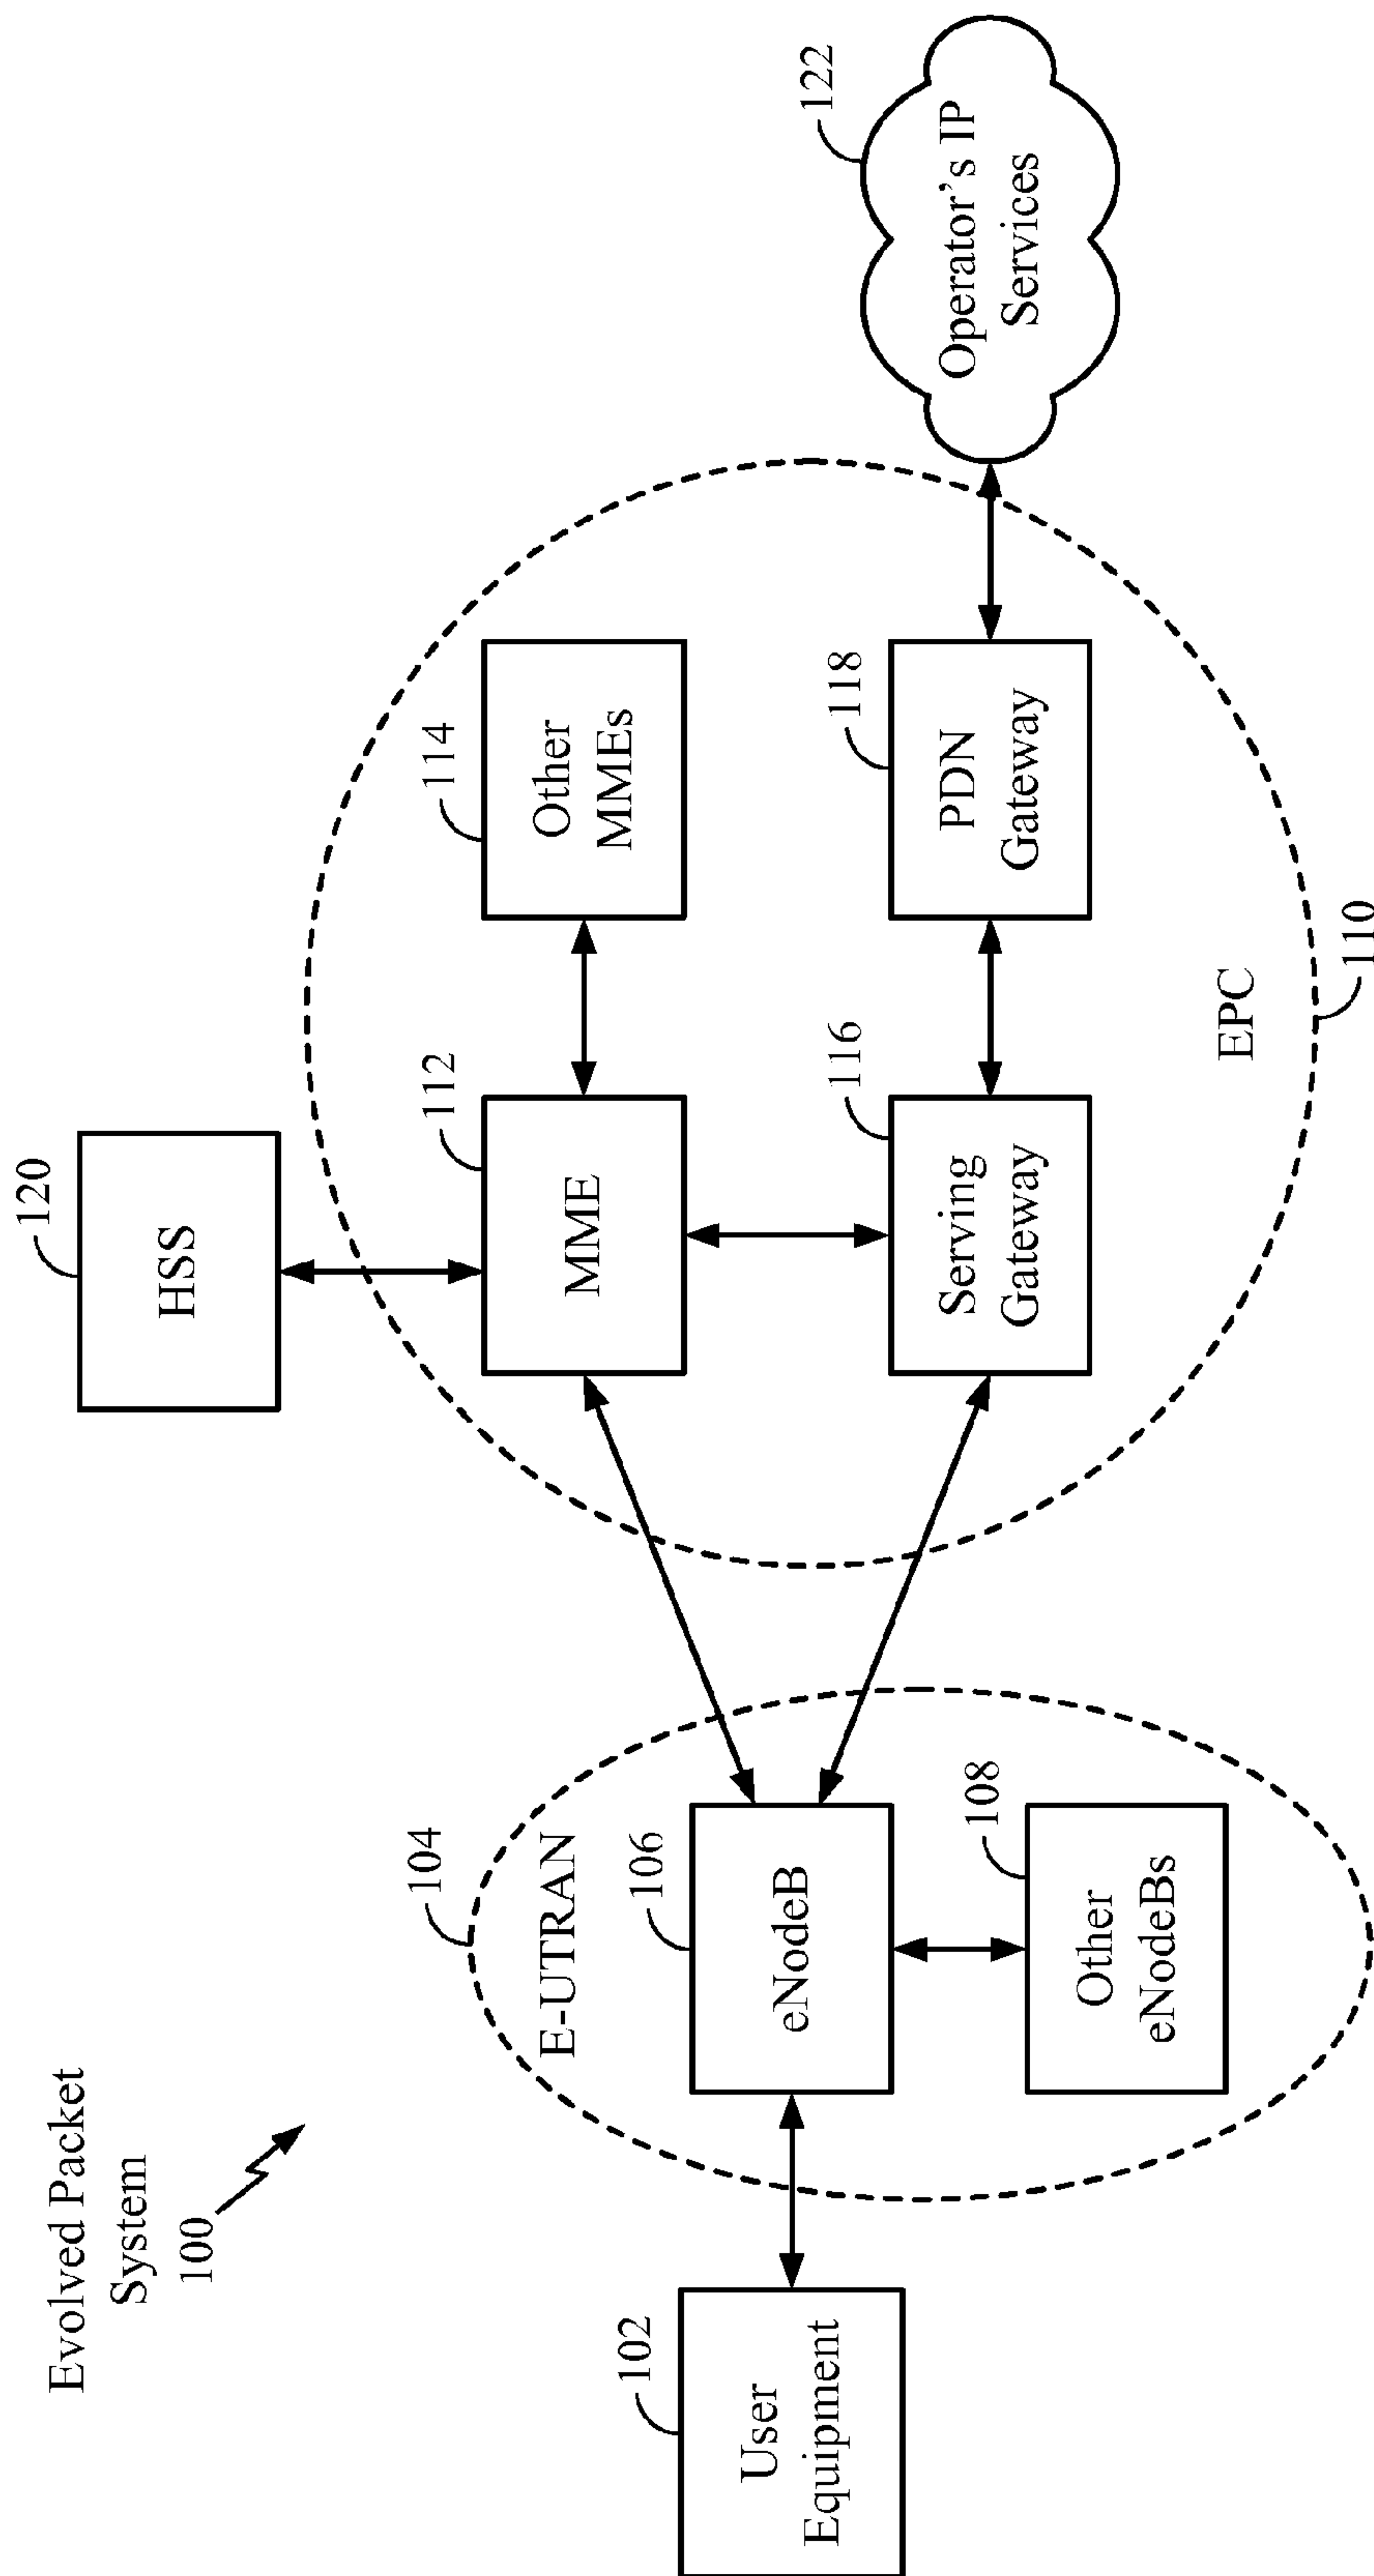 Evolved Packet
System
100
102
User
Equipment
104
E-UTRAN
106
eNodeB
108
Other
eNodeBs
120
HSS
112
MME
114
Other
MMEs
116
Serving
Gateway
118
PDN
Gateway
EPC
110
122
Operator's IP
Services